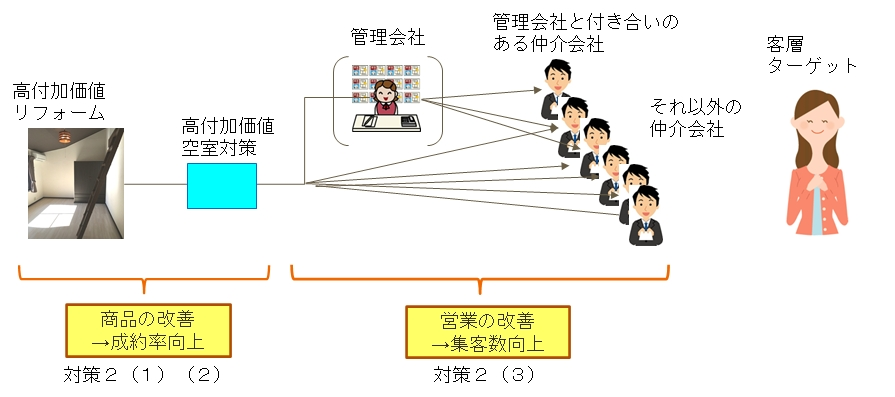 高付加価値
リフォーム
高付加価値
空室対策
管理会社
管理会社と付き合いの
ある仲介会社
それ以外の
仲介会社
客層
ターゲット
商品の改善
→成約率向上
対策２（１）（２）
営業の改善
→集客数向上
対策２（３）